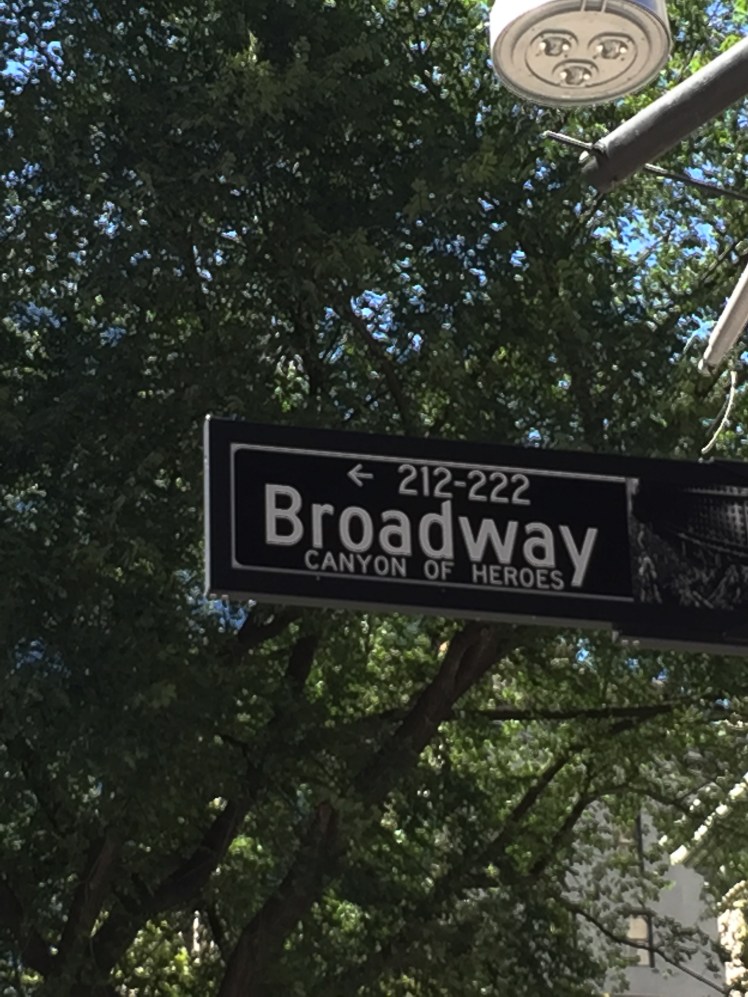 ← 212-222
Broadway
CANYON OF HEROES